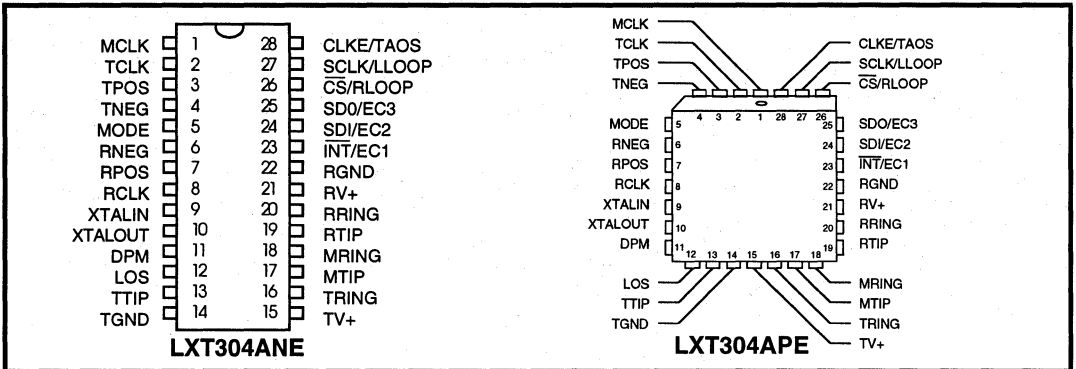 MCLK 1 28 CLKE/TAOS
TCLK 2 27 SCLK/LLOOP
TPOS 3 26 CS/RLOOP
TNEG 4 25 SD0/EC3
MODE 5 24 SDI/EC2
RNEG 6 23 INT/EC1
RPOS 7 22 RGND
RCLK 8 21 RV+
XTALIN 9 20 RRING
XTALOUT 10 19 RTIP
DPM 11 18 MRING
LOS 12 17 MTIP
TTIP 13 16 TRING
TGND 14 15 TV+
LXT304ANE
MCLK
TCLK CLKE/TAOS
TPOS SCLK/LLOOP
TNEG CS/RLOOP
4 3 2 1 28 27 26
MODE 5 25 SDO/EC3
RNEG 6 24 SDI/EC2
RPOS 7 23 INT/EC1
RCLK 8 22 RGND
XTALIN 9 21 RV+
XTALOUT 10 20 RRING
DPM 11 19 RTIP
12 13 14 15 16 17 18
LOS MRING
TTIP MTIP
TGND TRING
TV+
LXT304APE